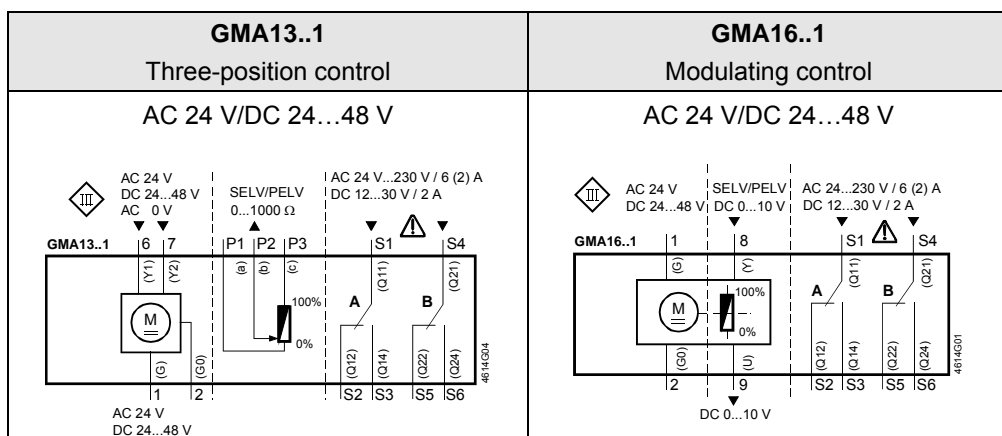 GMA13..1
Three-position control
GMA16..1
Modulating control
AC 24 V/DC 24…48 V
AC 24 V/DC 24…48 V
III
AC 24 V
DC 24...48 V
AC 0 V
SELV/PELV
0...1000 Ω
AC 24 V...230 V / 6 (2) A
DC 12...30 V / 2 A
GMA13..1
6 7 P1 P2 P3 S1 S4
(Y1) (Y2) (a) (b) (c) (Q11) (Q21)
M
100%
0%
A B
(G) (G0) (Q12) (Q14) (Q22) (Q24)
1 2 S2 S3 S5 S6
AC 24 V
DC 24...48 V
4614G04
III
AC 24 V
DC 24...48 V
SELV/PELV
DC 0...10 V
AC 24...230 V / 6 (2) A
DC 12...30 V / 2 A
GMA16..1
1 8 S1 S4
(G) (Y) (Q11) (Q21)
M
100%
0%
A B
(G0) (U) (Q12) (Q14) (Q22) (Q24)
2 9 S2 S3 S5 S6
DC 0...10 V
4614G01